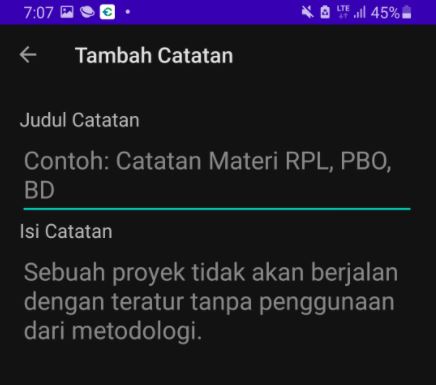 7:07 LTE 45%
Tambah Catatan
Judul Catatan
Contoh: Catatan Materi RPL, PBO,
BD
Isi Catatan
Sebuah proyek tidak akan berjalan
dengan teratur tanpa penggunaan
dari metodologi.